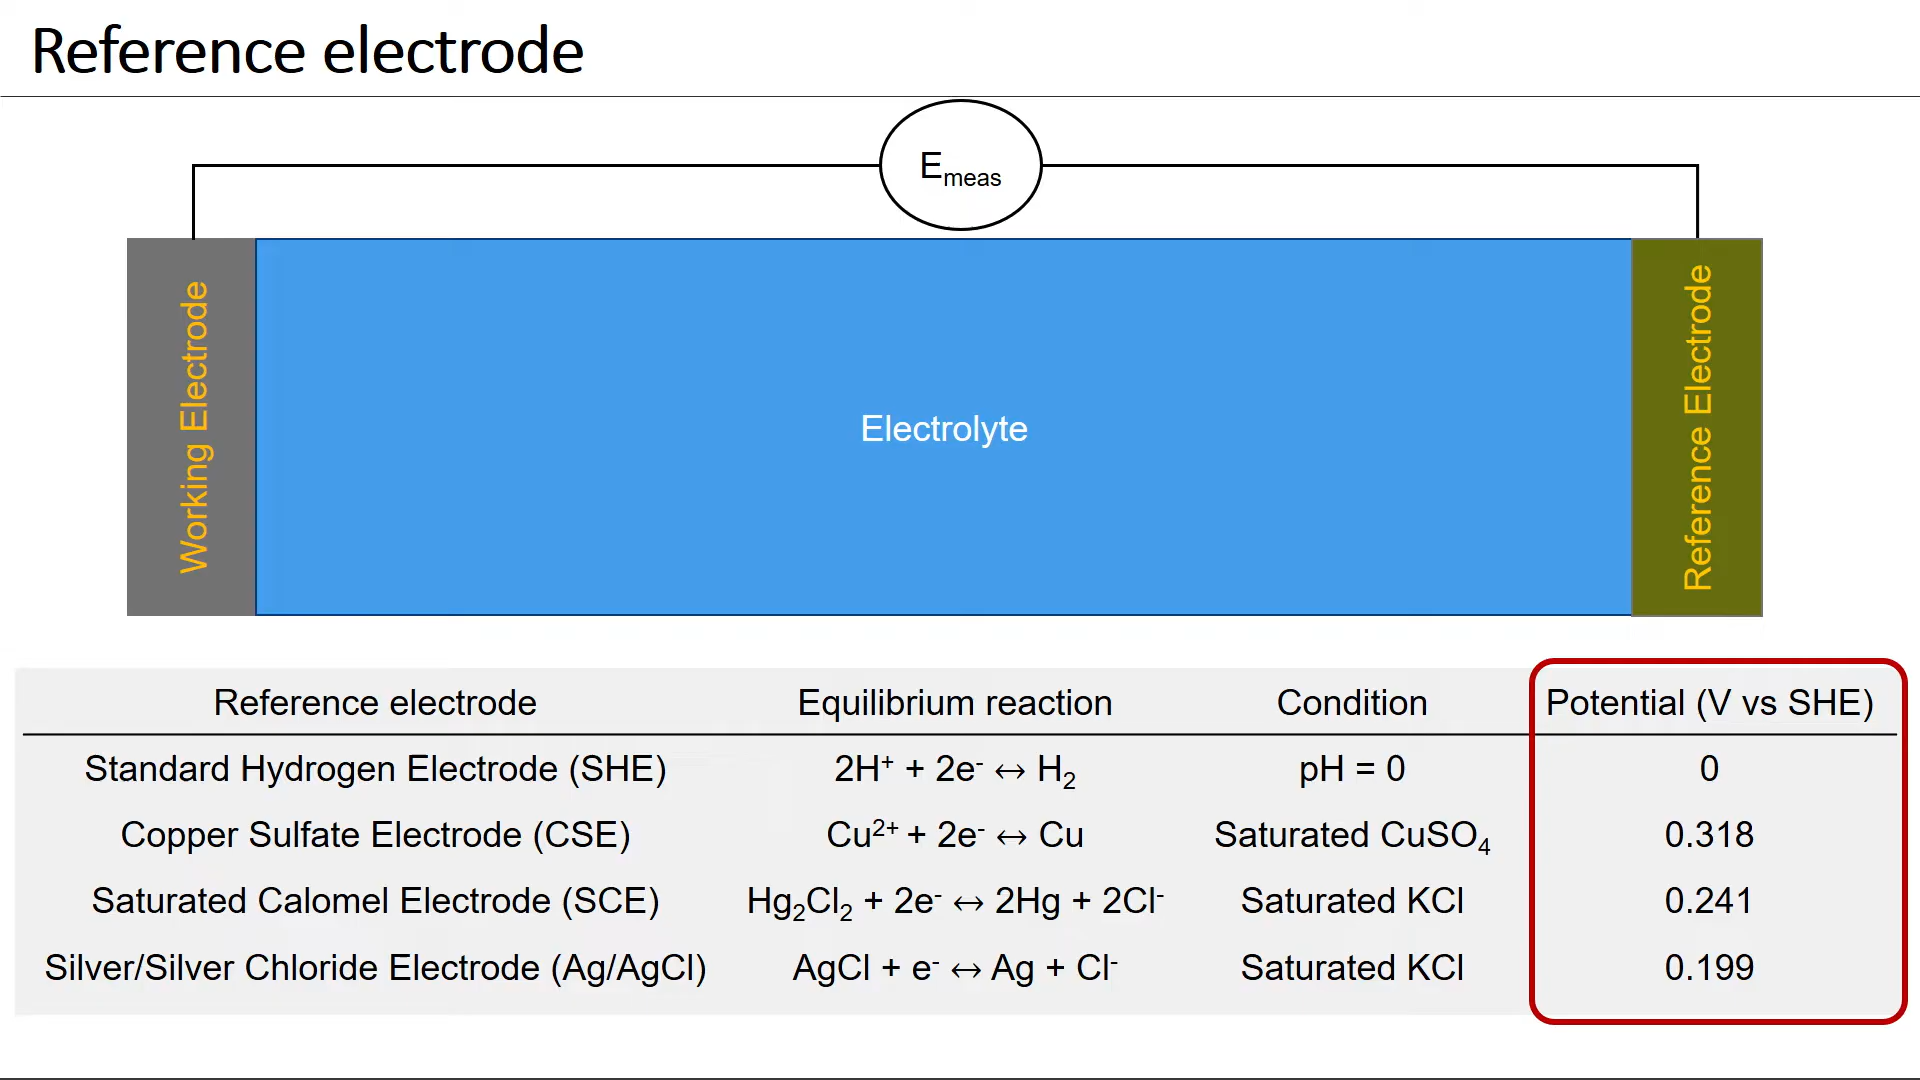 Reference electrode
E_meas
Working Electrode
Electrolyte
Reference Electrode
Reference electrode Equilibrium reaction Condition Potential (V vs SHE)
Standard Hydrogen Electrode (SHE) 2H⁺ + 2e⁻ ↔ H₂ pH = 0 0
Copper Sulfate Electrode (CSE) Cu²⁺ + 2e⁻ ↔ Cu Saturated CuSO₄ 0.318
Saturated Calomel Electrode (SCE) Hg₂Cl₂ + 2e⁻ ↔ 2Hg + 2Cl⁻ Saturated KCl 0.241
Silver/Silver Chloride Electrode (Ag/AgCl) AgCl + e⁻ ↔ Ag + Cl⁻ Saturated KCl 0.199